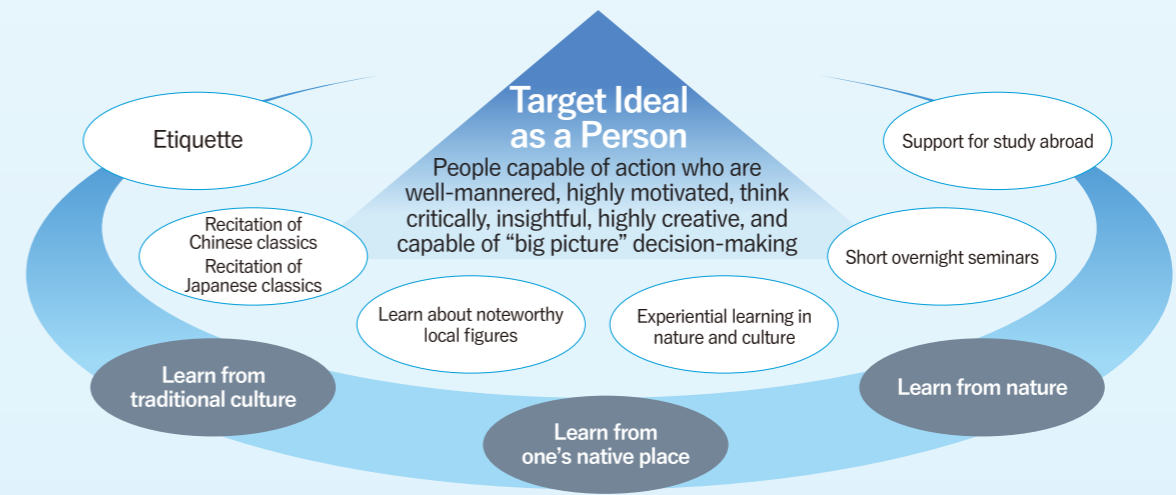 Target Ideal
as a Person
People capable of action who are
well-mannered, highly motivated, think
critically, insightful, highly creative, and
capable of “big picture” decision-making
Etiquette
Recitation of
Chinese classics
Recitation of
Japanese classics
Learn about noteworthy
local figures
Experiential learning in
nature and culture
Short overnight seminars
Support for study abroad
Learn from
traditional culture
Learn from
one’s native place
Learn from nature